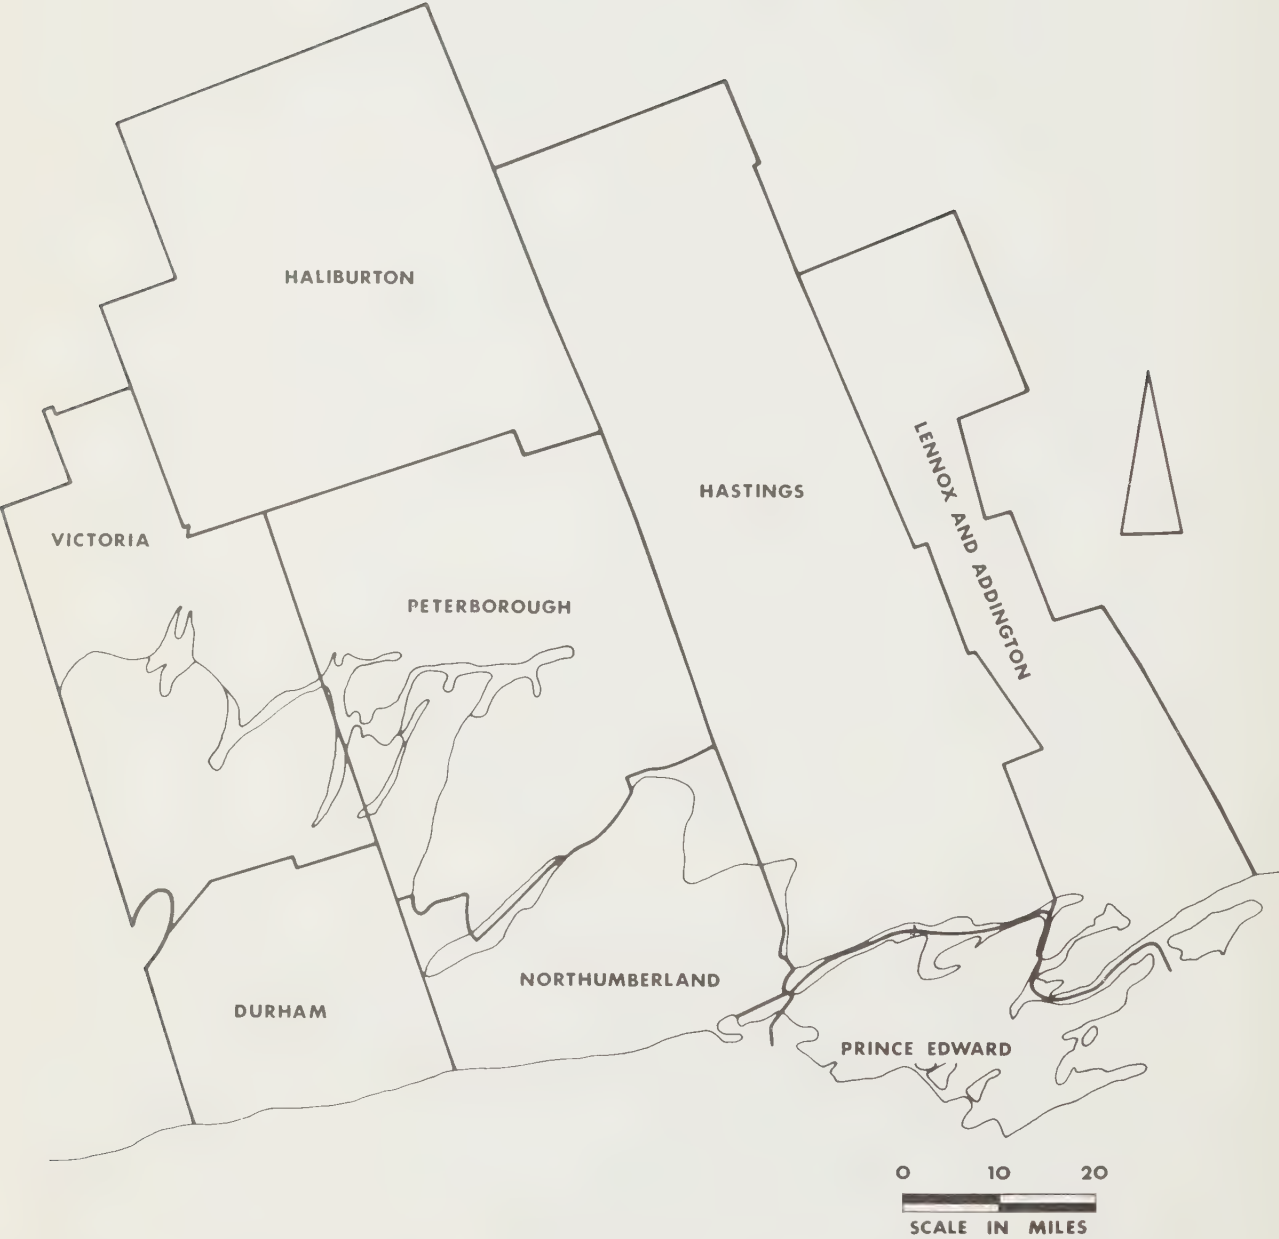 HALIBURTON
HASTINGS
LENNOX AND ADDINGTON
VICTORIA
PETERBOROUGH
NORTHUMBERLAND
DURHAM
PRINCE EDWARD
0 10 20
SCALE IN MILES